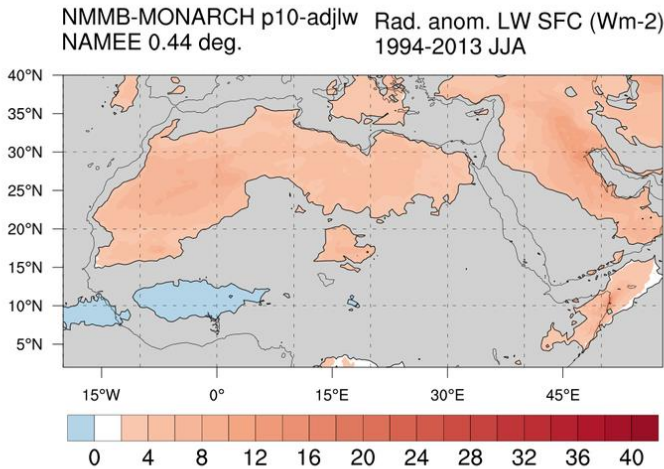 NMMB-MONARCH p10-adjlw Rad. anom. LW SFC (Wm-2)
NAMEE 0.44 deg. 1994-2013 JJA
40°N
35°N
30°N
25°N
20°N
15°N
10°N
5°N
15°W 0° 15°E 30°E 45°E
0 4 8 12 16 20 24 28 32 36 40